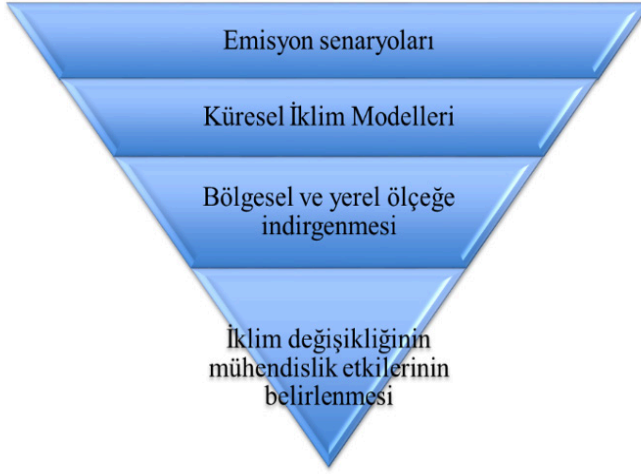 Emisyon senaryoları
Küresel İklim Modelleri
Bölgesel ve yerel ölçeğe
indirgenmesi
İklim değişikliğinin
mühendislik etkilerinin
belirlenmesi